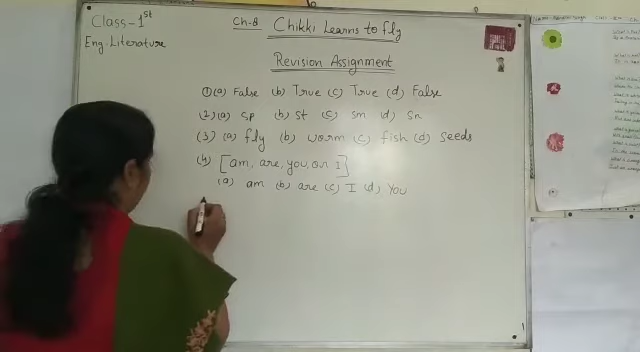 Class-1st
Eng. Literature
Ch-8 Chikki Learns to fly
Revision Assignment
1) (a) False (b) True (c) True (d) False
2) (a) sp (b) st (c) sm (d) sn
(3) (a) fly (b) worm (c) fish (d) seeds
(4) [am, are, you, or I]
(a) am (b) are (c) I (d) You